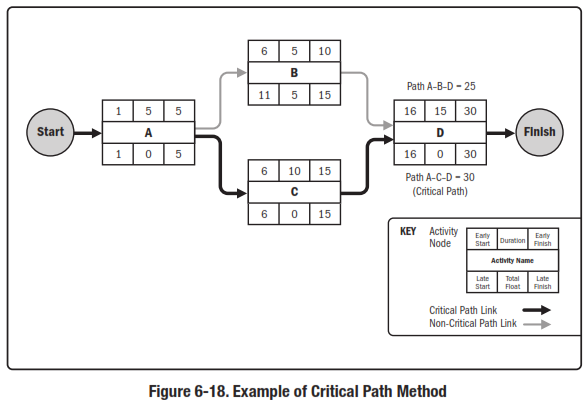 6 5 10
B
11 5 15
Path A-B-D = 25
Start
1 5 5
A
1 0 5
16 15 30
D
16 0 30
Finish
Path A-C-D = 30
(Critical Path)
6 10 15
C
6 0 15
KEY
Activity
Node
Early
Start
Duration
Early
Finish
Activity Name
Late
Start
Total
Float
Late
Finish
Critical Path Link
Non-Critical Path Link
Figure 6-18. Example of Critical Path Method